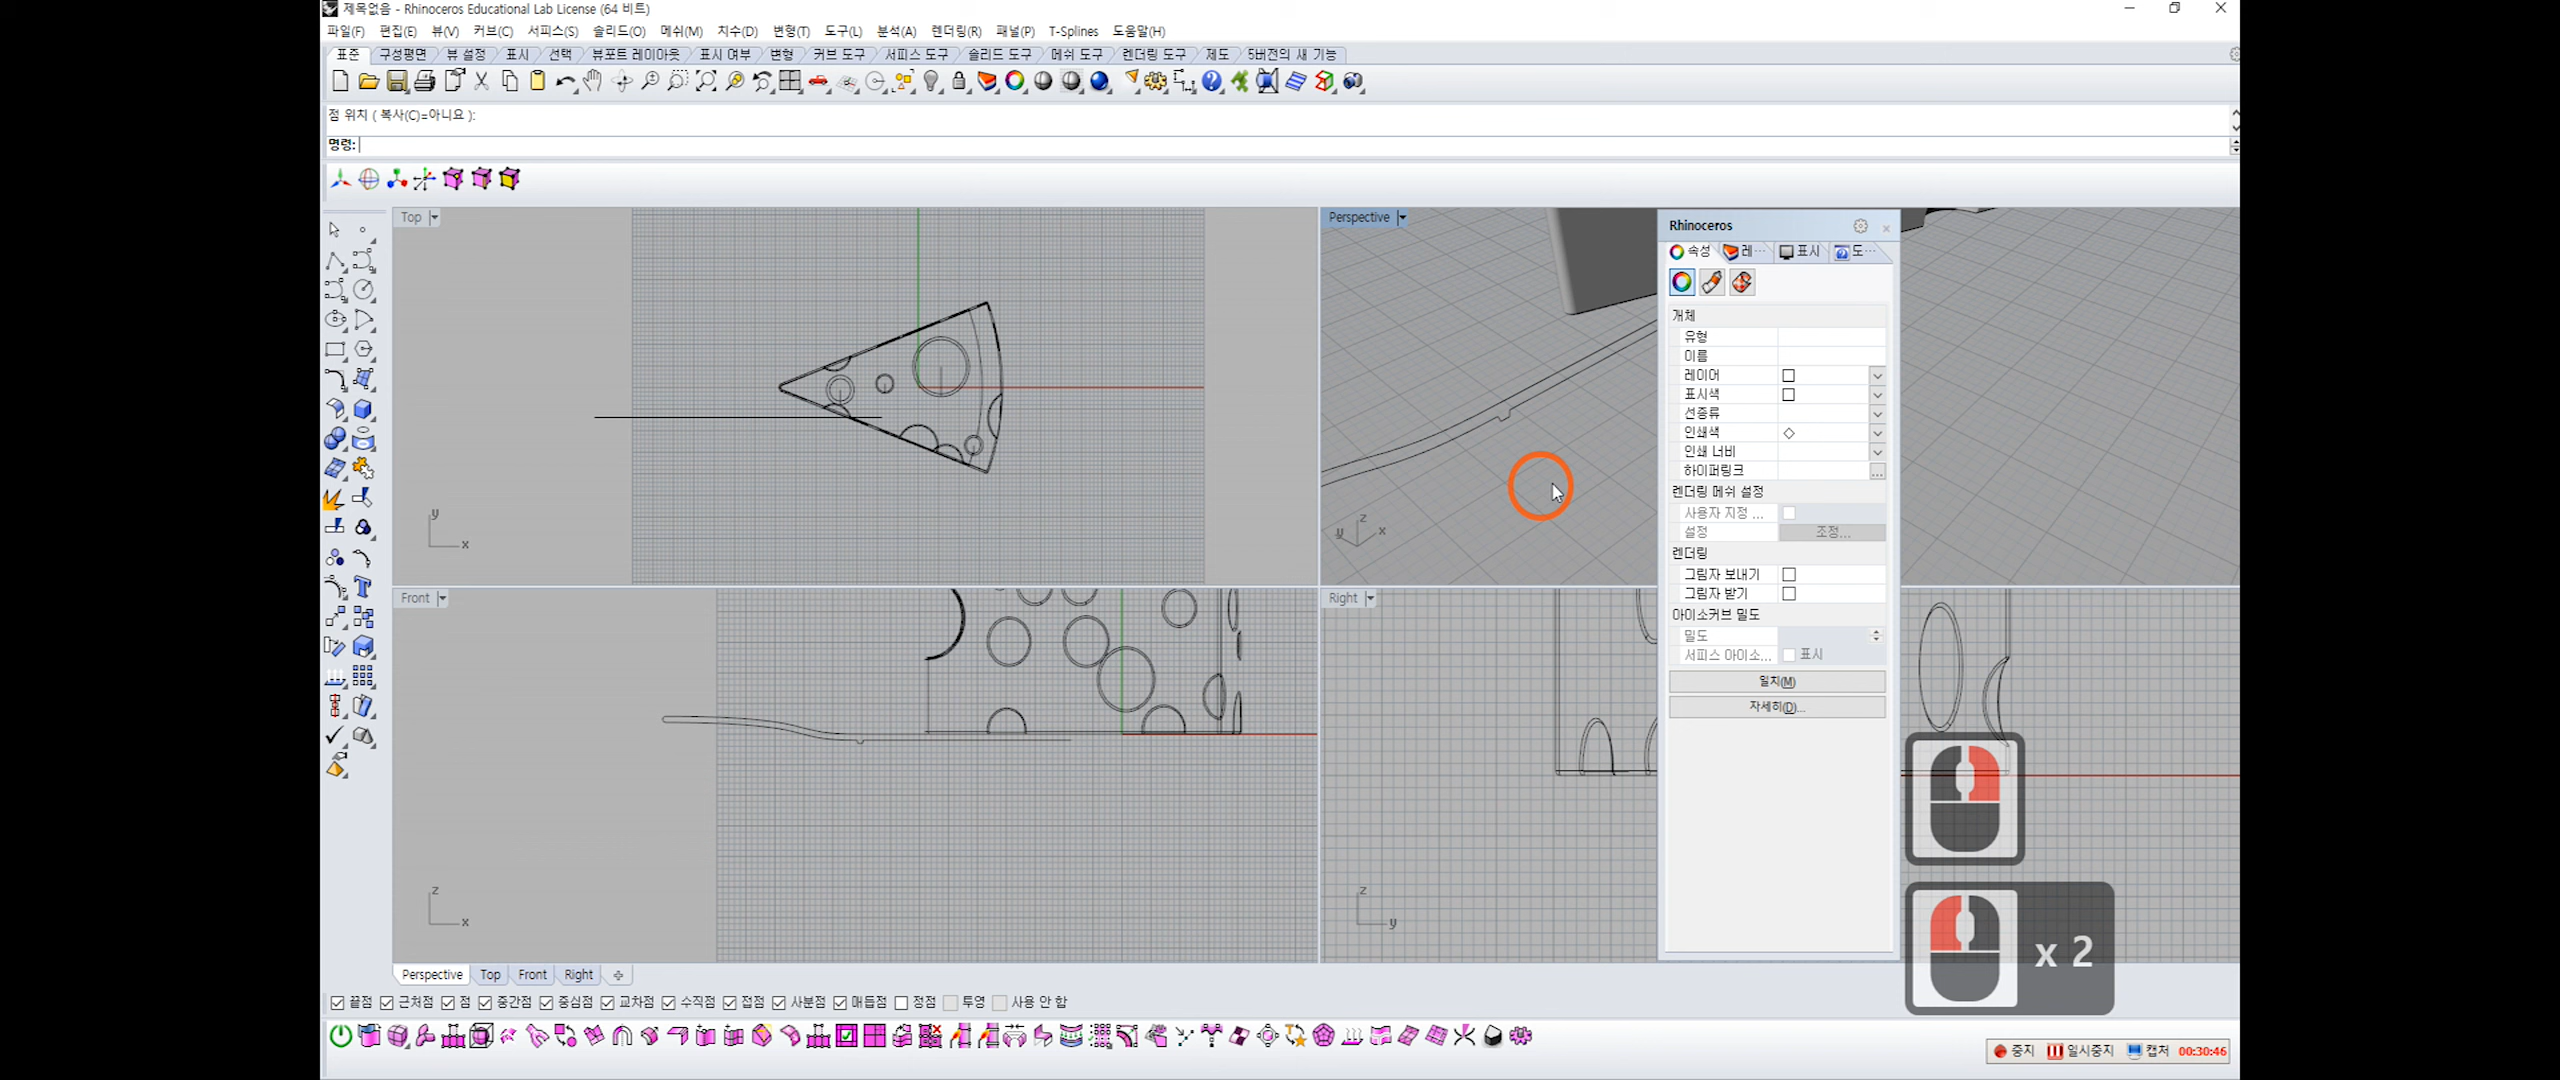 제목없음 - Rhinoceros Educational Lab License (64 비트)
파일(F) 편집(E) 뷰(V) 커브(C) 서피스(S) 솔리드(O) 메쉬(M) 치수(D) 변형(T) 도구(L) 분석(A) 렌더링(R) 패널(P) T-Splines 도움말(H)
표준 구성평면 뷰 설정 표시 선택 뷰포트 레이아웃 표시 여부 변형 커브 도구 서피스 도구 솔리드 도구 메쉬 도구 렌더링 도구 제도 5버전의 새 기능
점 위치 ( 복사(C)=아니요 ):
명령:
Top
Perspective
Rhinoceros
속성 레… 표시 도…
개체
유형
이름
레이어
표시색
선종류
인쇄색
인쇄 너비
하이퍼링크
...
렌더링 메쉬 설정
사용자 지정 ...
설정 조정...
렌더링
그림자 보내기
그림자 받기
아이소커브 밀도
밀도
서피스 아이소... 표시
일치(M)
자세히(D)...
y
x
z
y
x
Front
Right
z
x
z
y
x 2
Perspective Top Front Right
끝점 근처점 점 중간점 중심점 교차점 수직점 접점 사분점 매듭점 정점 투영 사용 안 함
중지 일시중지 캡처 00:30:46